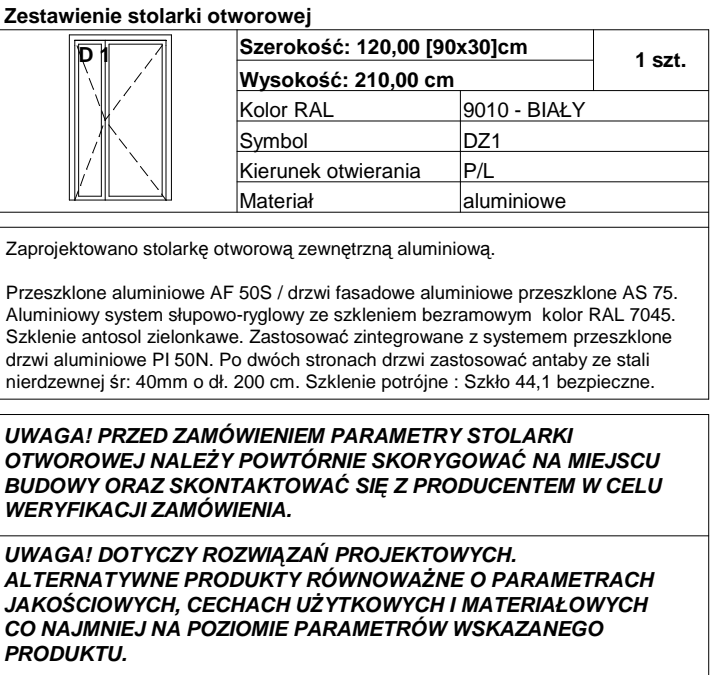 Zestawienie stolarki otworowej
D 1
Szerokość: 120,00 [90x30]cm
1 szt.
Wysokość: 210,00 cm
Kolor RAL 9010 - BIAŁY
Symbol DZ1
Kierunek otwierania P/L
Materiał aluminiowe
Zaprojektowano stolarkę otworową zewnętrzną aluminiową.
Przeszklone aluminiowe AF 50S / drzwi fasadowe aluminiowe przeszklone AS 75.
Aluminiowy system słupowo-ryglowy ze szkleniem bezramowym kolor RAL 7045.
Szklenie antosol zielonkawe. Zastosować zintegrowane z systemem przeszklone
drzwi aluminiowe PI 50N. Po dwóch stronach drzwi zastosować antaby ze stali
nierdzewnej śr: 40mm o dł. 200 cm. Szklenie potrójne : Szkło 44,1 bezpieczne.
UWAGA! PRZED ZAMÓWIENIEM PARAMETRY STOLARKI
OTWOROWEJ NALEŻY POWTÓRNIE SKORYGOWAĆ NA MIEJSCU
BUDOWY ORAZ SKONTAKTOWAĆ SIĘ Z PRODUCENTEM W CELU
WERYFIKACJI ZAMÓWIENIA.
UWAGA! DOTYCZY ROZWIĄZAŃ PROJEKTOWYCH.
ALTERNATYWNE PRODUKTY RÓWNOWAŻNE O PARAMETRACH
JAKOŚCIOWYCH, CECHACH UŻYTKOWYCH I MATERIAŁOWYCH
CO NAJMNIEJ NA POZIOMIE PARAMETRÓW WSKAZANEGO
PRODUKTU.